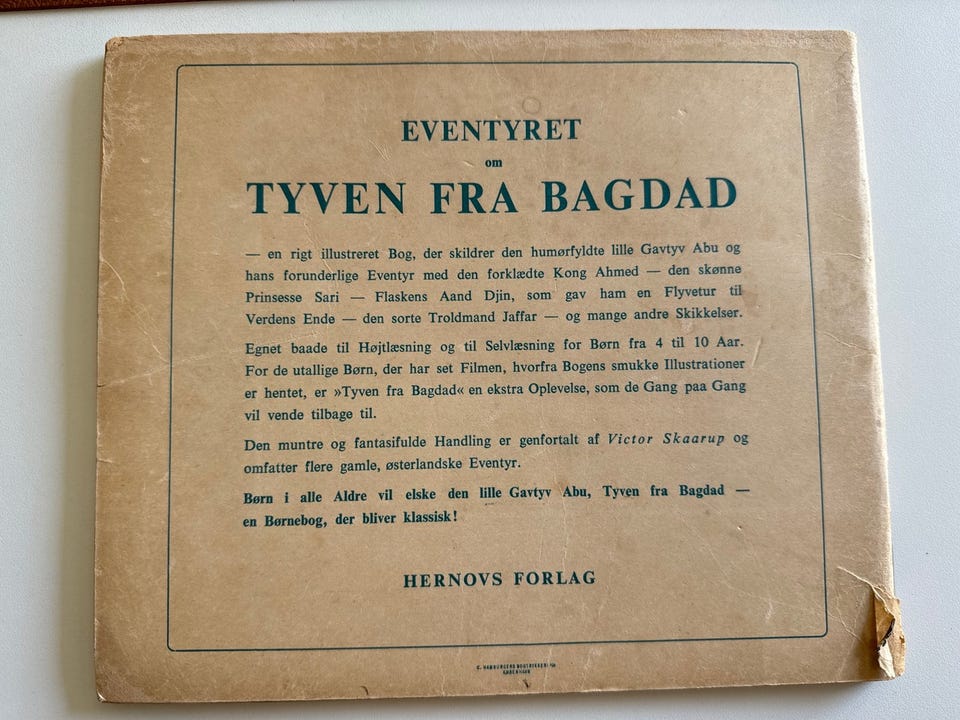 EVENTYRET
om
TYVEN FRA BAGDAD
— en rigt illustreret Bog, der skildrer den humørfyldte lille Gavtyv Abu og
hans forunderlige Eventyr med den forklædte Kong Ahmed — den skønne
Prinsesse Sari — Flaskens Aand Djin, som gav ham en Flyvetur til
Verdens Ende — den sorte Troldmand Jaffar — og mange andre Skikkelser.
Egnet baade til Højtlæsning og til Selvlæsning for Børn fra 4 til 10 Aar.
For de utallige Børn, der har set Filmen, hvorfra Bogens smukke Illustrationer
er hentet, er »Tyven fra Bagdad« en ekstra Oplevelse, som de Gang paa Gang
vil vende tilbage til.
Den muntre og fantasifulde Handling er genfortalt af Victor Skaarup og
omfatter flere gamle, østerlandske Eventyr.
Børn i alle Aldre vil elske den lille Gavtyv Abu, Tyven fra Bagdad —
en Børnebog, der bliver klassisk!
HERNOVS FORLAG
KØBENHAVN